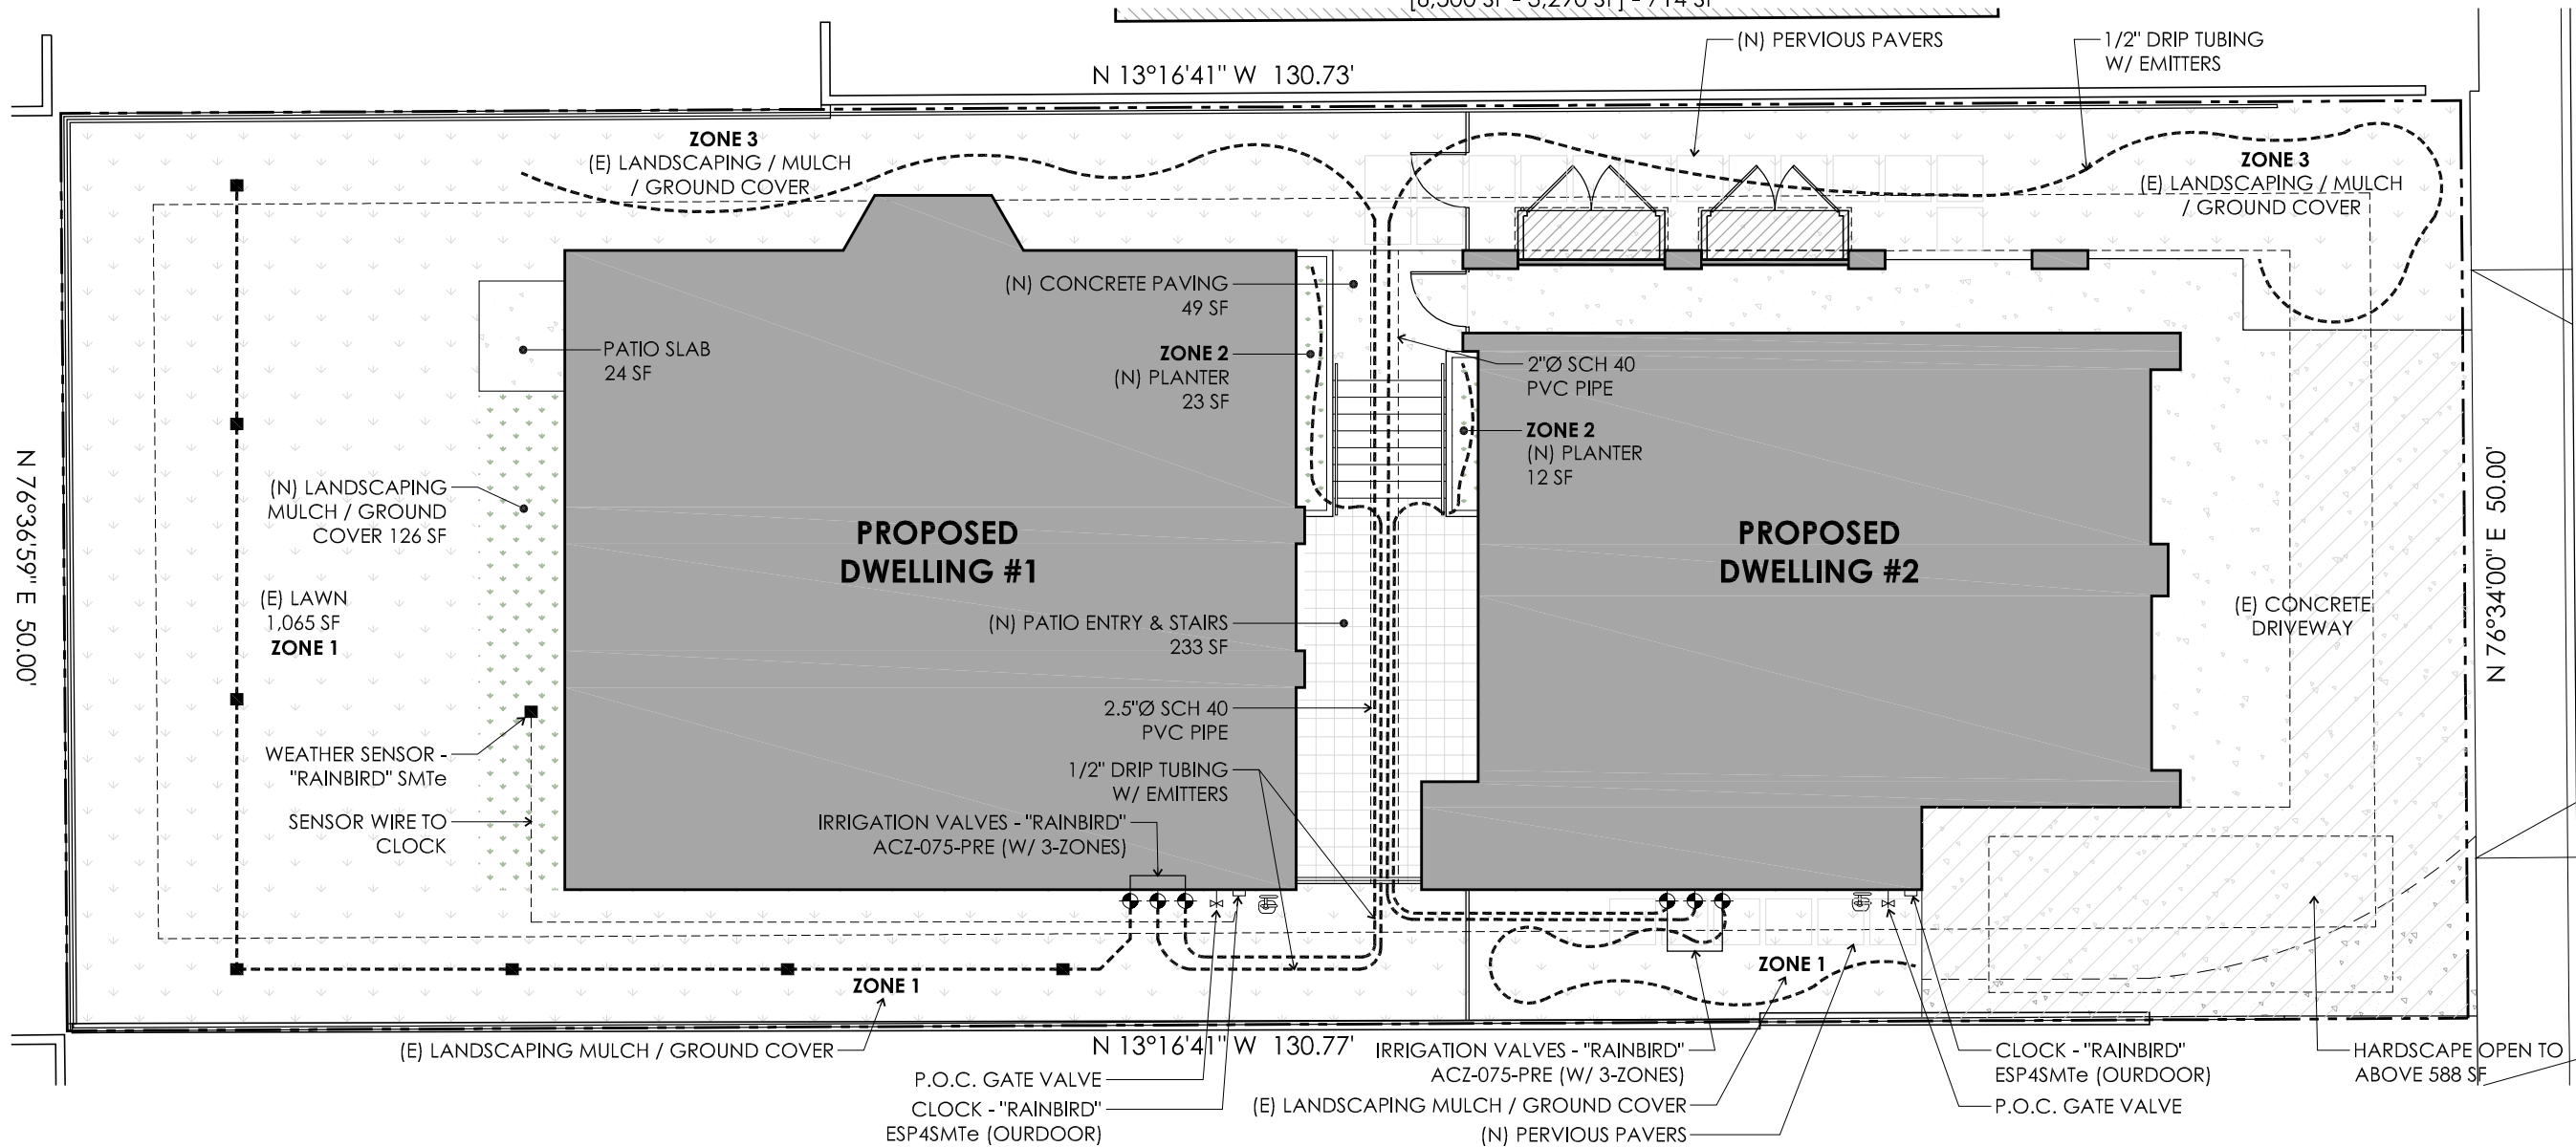 [6,500 SF - 3,290 SF] - 714 SF
(N) PERVIOUS PAVERS
1/2" DRIP TUBING
W/ EMITTERS
N 13°16'41" W 130.73'
ZONE 3
(E) LANDSCAPING / MULCH
/ GROUND COVER
ZONE 3
(E) LANDSCAPING / MULCH
/ GROUND COVER
(N) CONCRETE PAVING
49 SF
PATIO SLAB
24 SF
ZONE 2
(N) PLANTER
23 SF
2"Ø SCH 40
PVC PIPE
ZONE 2
(N) PLANTER
12 SF
N 76°36'59" E 50.00'
(N) LANDSCAPING
MULCH / GROUND
COVER 126 SF
PROPOSED
DWELLING #1
PROPOSED
DWELLING #2
N 76°34'00" E 50.00'
(E) LAWN
1,065 SF
ZONE 1
(N) PATIO ENTRY & STAIRS
233 SF
(E) CONCRETE
DRIVEWAY
2.5"Ø SCH 40
PVC PIPE
WEATHER SENSOR -
"RAINBIRD" SMTe
1/2" DRIP TUBING
W/ EMITTERS
SENSOR WIRE TO
CLOCK
IRRIGATION VALVES - "RAINBIRD"
ACZ-075-PRE (W/ 3-ZONES)
ZONE 1
ZONE 1
(E) LANDSCAPING MULCH / GROUND COVER
N 13°16'41" W 130.77'
IRRIGATION VALVES - "RAINBIRD"
ACZ-075-PRE (W/ 3-ZONES)
CLOCK - "RAINBIRD"
ESP4SMTe (OURDOOR)
HARDSCAPE OPEN TO
ABOVE 588 SF
P.O.C. GATE VALVE
CLOCK - "RAINBIRD"
ESP4SMTe (OURDOOR)
(E) LANDSCAPING MULCH / GROUND COVER
P.O.C. GATE VALVE
(N) PERVIOUS PAVERS